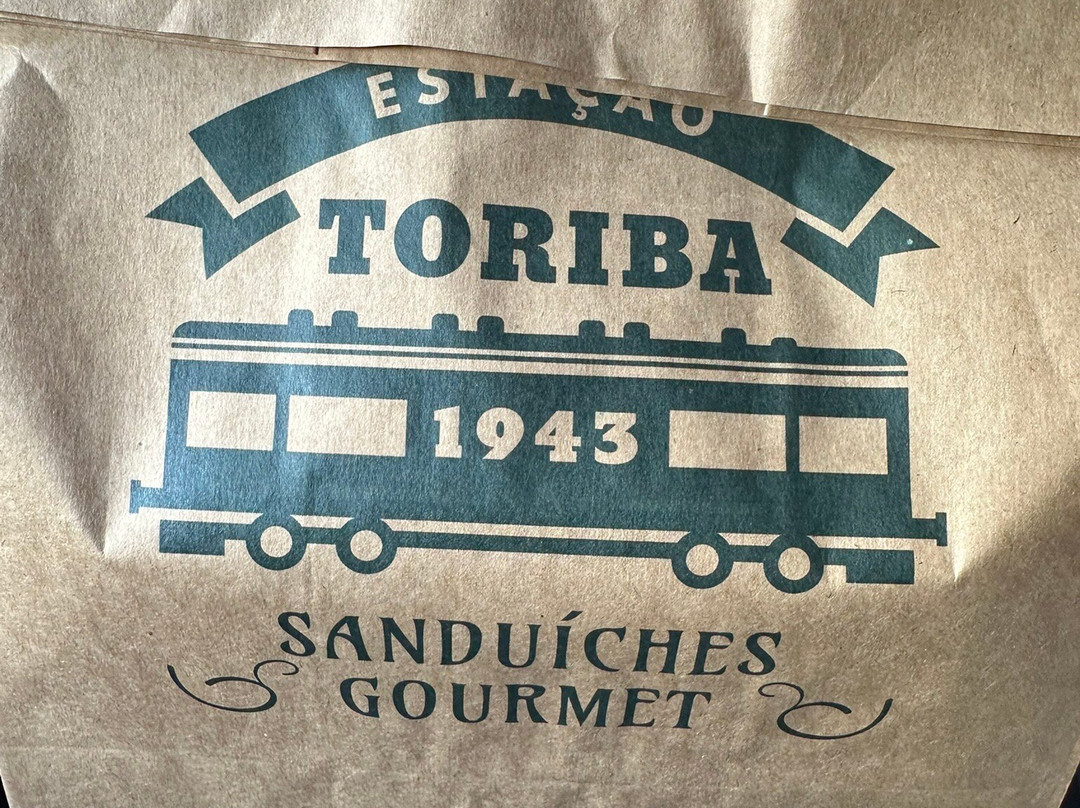 ESTAÇÃO
TORIBA
1943
SANDUÍCHES
GOURMET